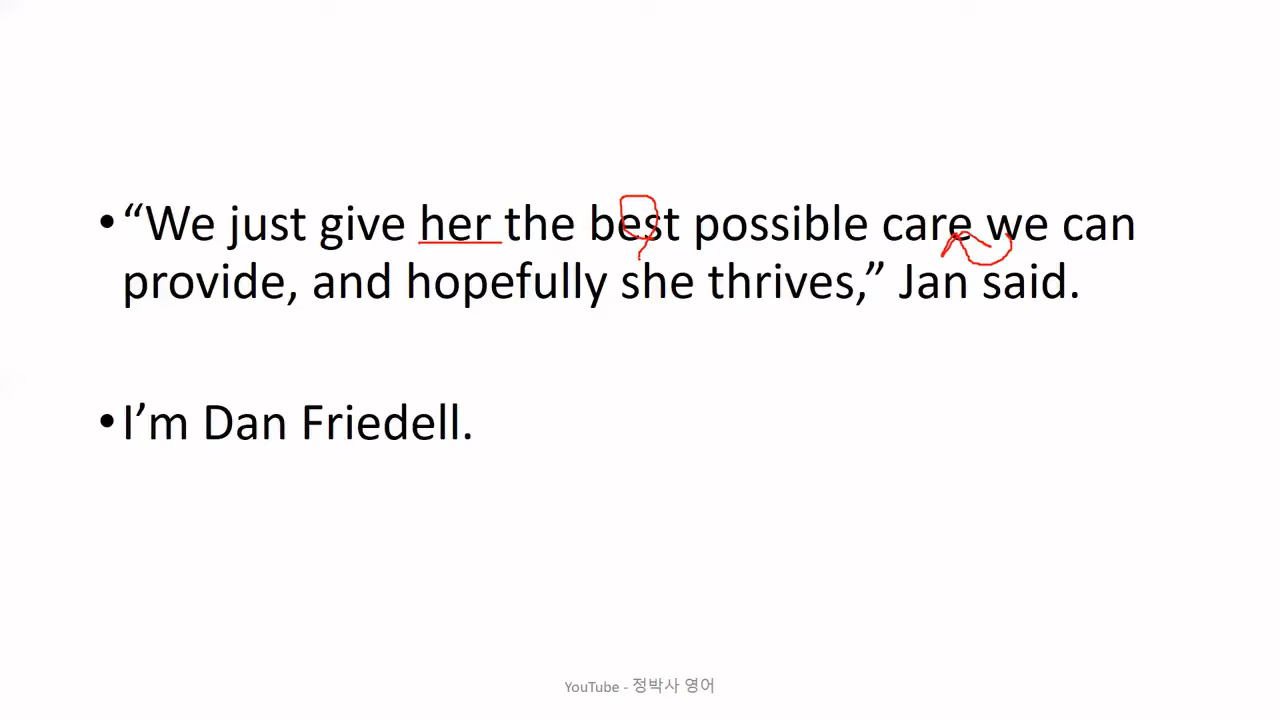 •“We just give her the best possible care we can
provide, and hopefully she thrives,” Jan said.
•I’m Dan Friedell.
YouTube - 정박사 영어